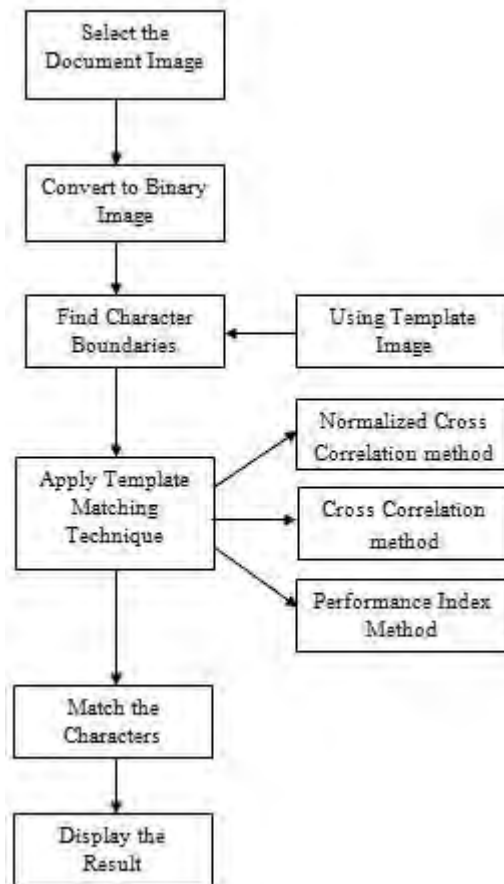 Select the
Document Image
Convert to Binary
Image
Find Character
Boundaries.
Using Template
Image
Normalized Cross
Correlation method
Apply Template
Matching
Technique
Cross Correlation
method
Performance Index
Method
Match the
Characters
Display the
Result